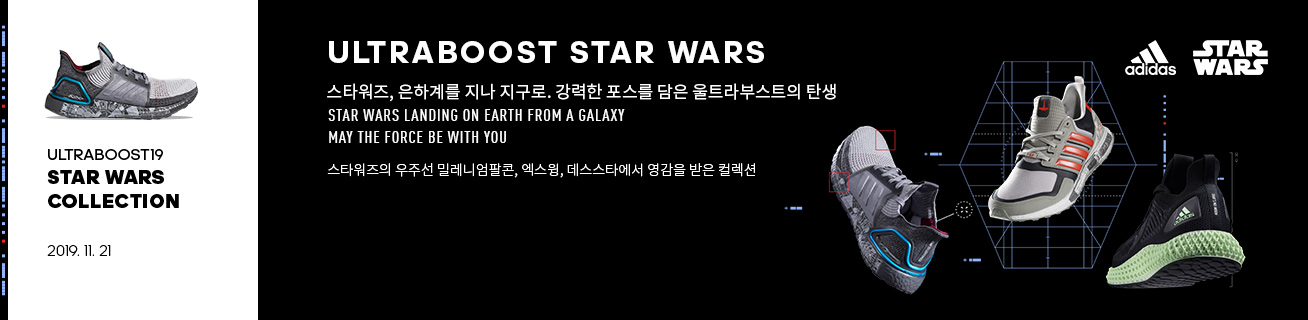 ULTRABOOST19
STAR WARS
COLLECTION
2019. 11. 21
ULTRABOOST STAR WARS
스타워즈, 은하계를 지나 지구로. 강력한 포스를 담은 울트라부스트의 탄생
STAR WARS LANDING ON EARTH FROM A GALAXY
MAY THE FORCE BE WITH YOU
스타워즈의 우주선 밀레니엄팔콘, 엑스윙, 데스스타에서 영감을 받은 컬렉션
adidas
STAR
WARS